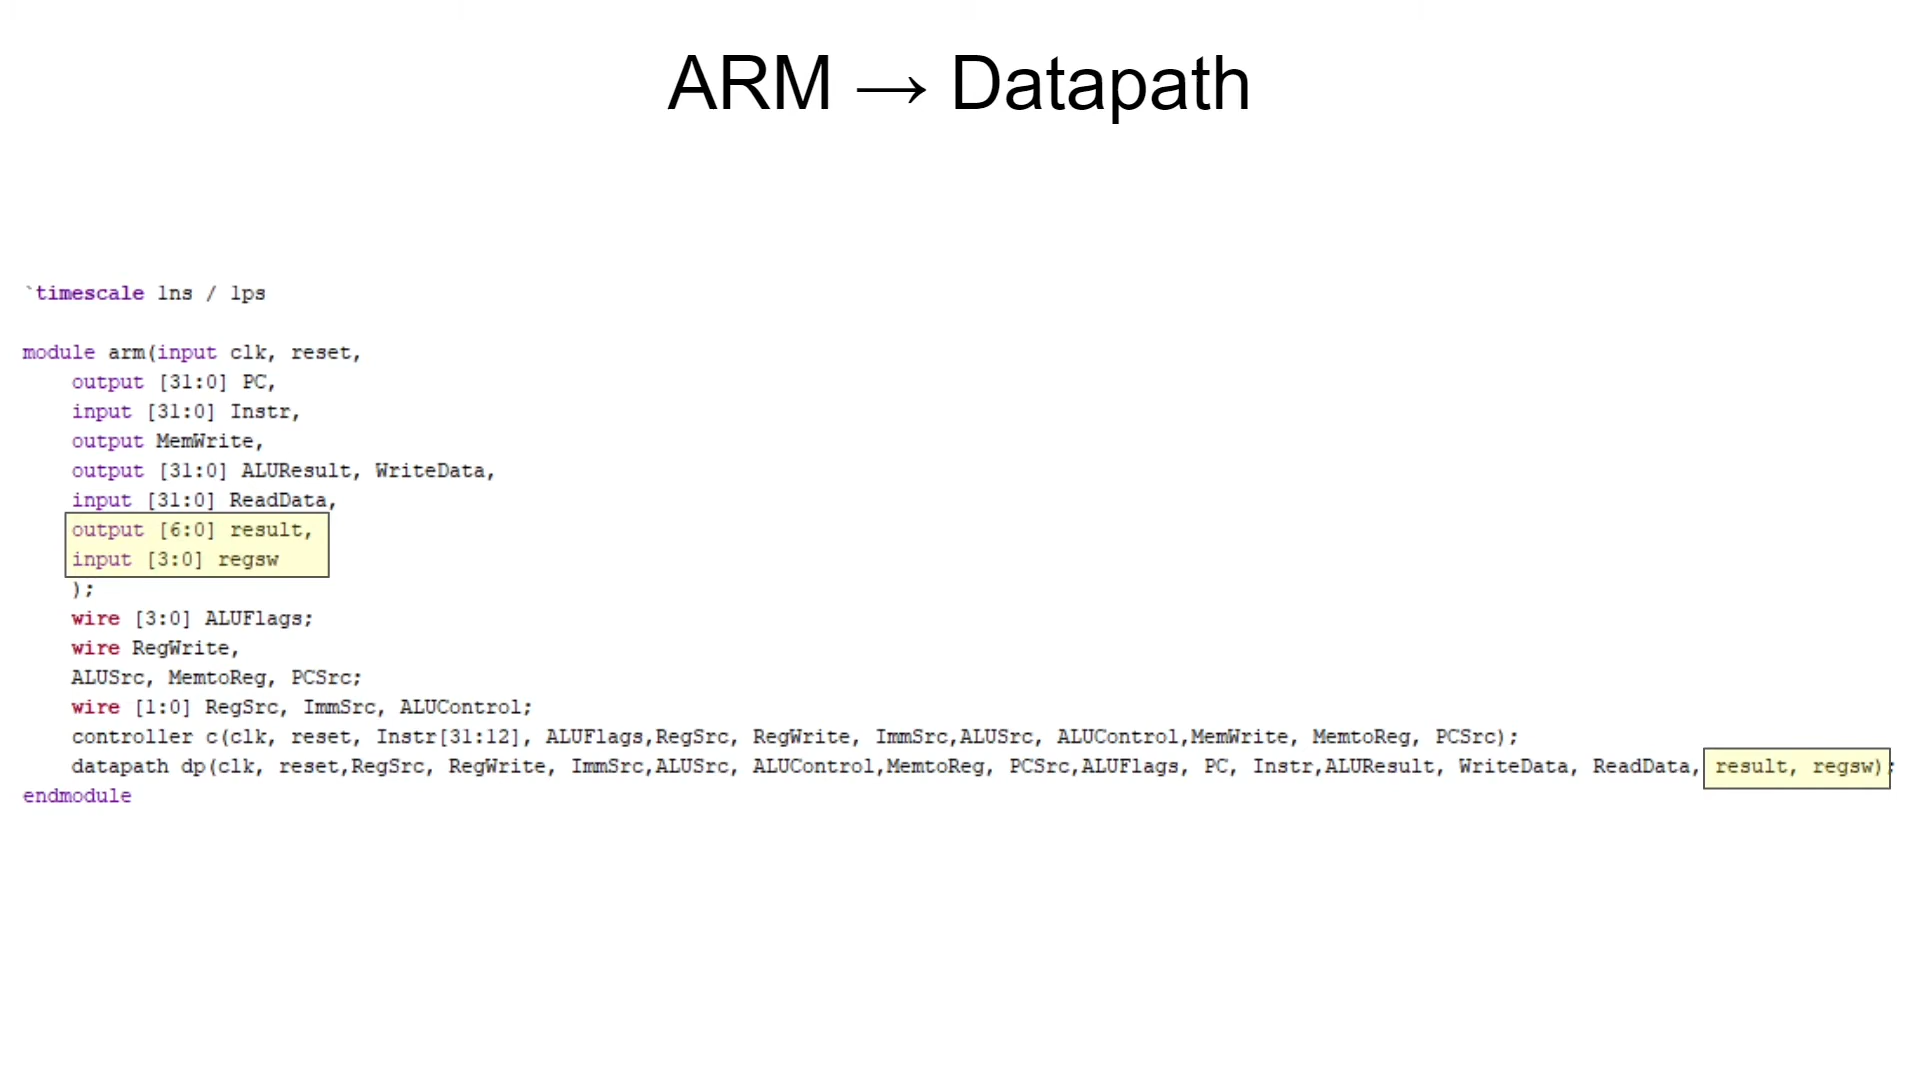 ARM → Datapath
`timescale 1ns / 1ps
module arm(input clk, reset,
output [31:0] PC,
input [31:0] Instr,
output MemWrite,
output [31:0] ALUResult, WriteData,
input [31:0] ReadData,
output [6:0] result,
input [3:0] regsw
);
wire [3:0] ALUFlags;
wire RegWrite,
ALUSrc, MemtoReg, PCSrc;
wire [1:0] RegSrc, ImmSrc, ALUControl;
controller c(clk, reset, Instr[31:12], ALUFlags,RegSrc, RegWrite, ImmSrc,ALUSrc, ALUControl,MemWrite, MemtoReg, PCSrc);
datapath dp(clk, reset,RegSrc, RegWrite, ImmSrc,ALUSrc, ALUControl,MemtoReg, PCSrc,ALUFlags, PC, Instr,ALUResult, WriteData, ReadData, result, regsw);
endmodule